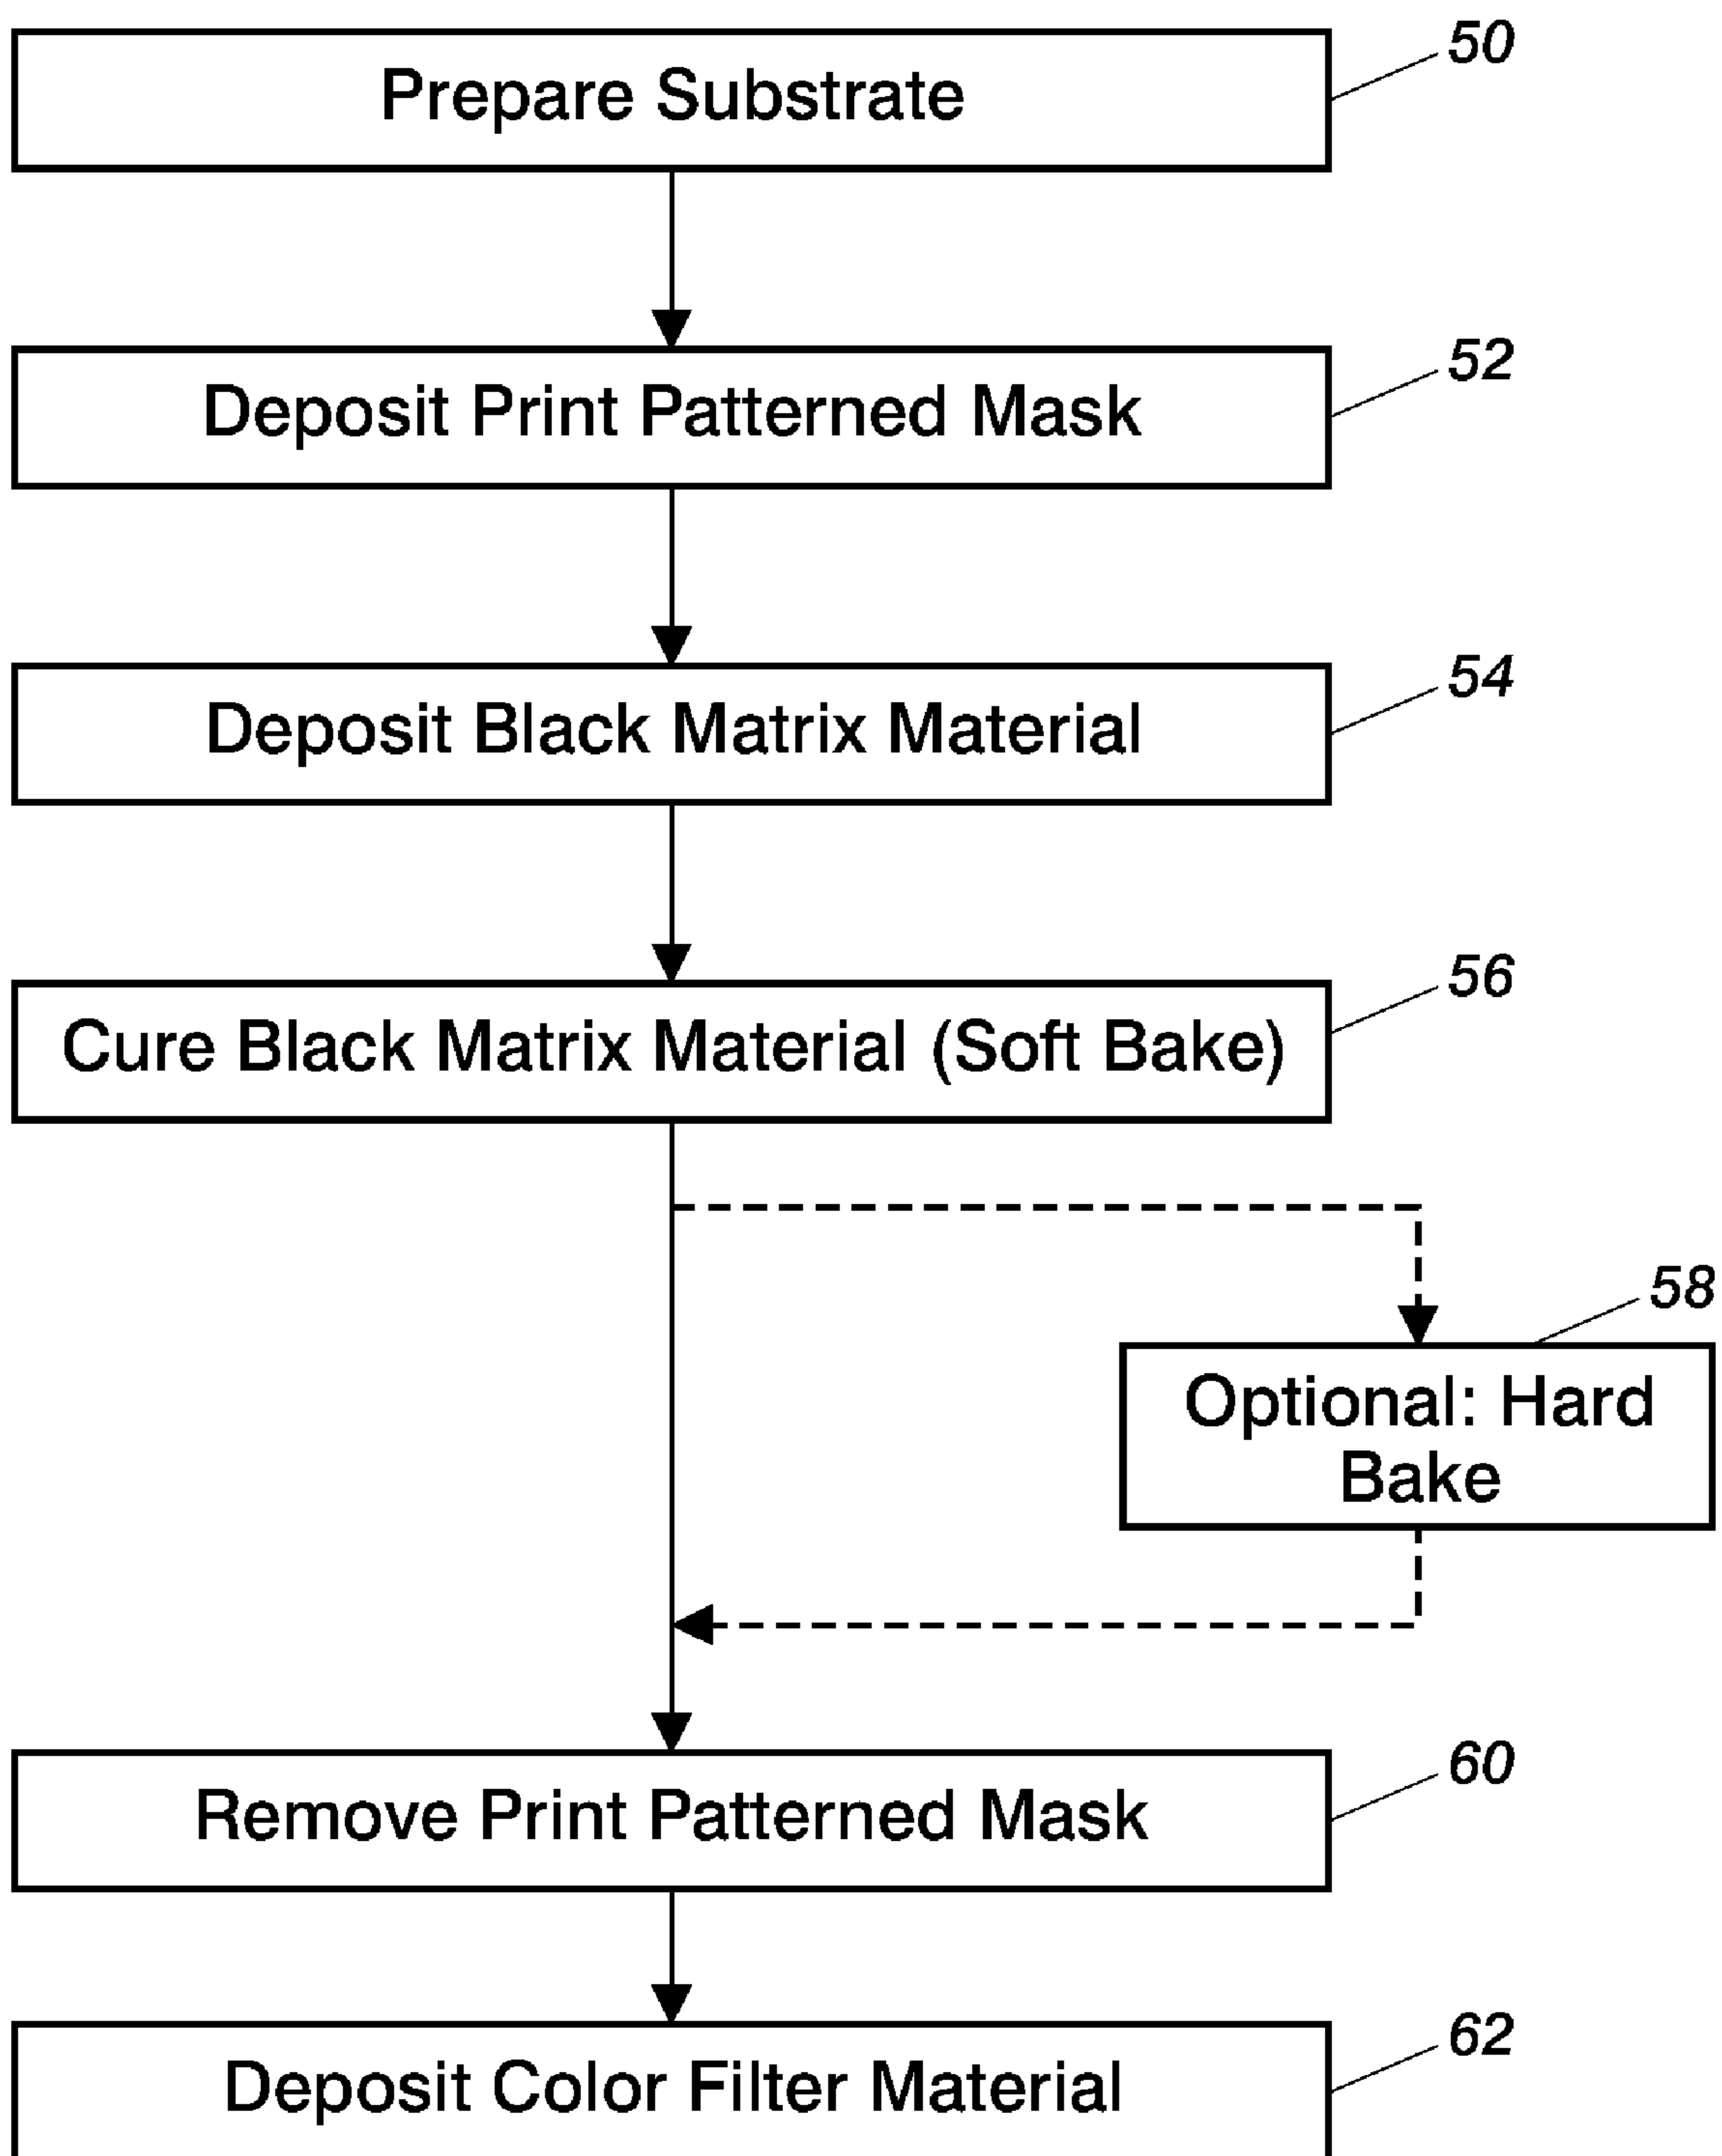 50
Prepare Substrate
52
Deposit Print Patterned Mask
54
Deposit Black Matrix Material
56
Cure Black Matrix Material (Soft Bake)
58
Optional: Hard
Bake
60
Remove Print Patterned Mask
62
Deposit Color Filter Material